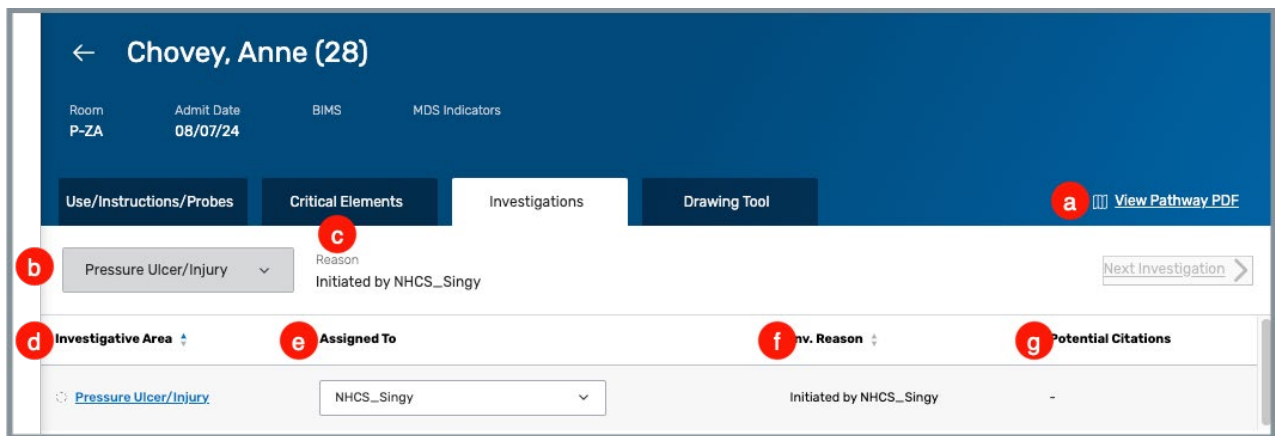 ← Chovey, Anne (28)
Room Admit Date BIMS MDS Indicators
P-ZA 08/07/24
Use/Instructions/Probes Critical Elements Investigations Drawing Tool a View Pathway PDF
c
b Pressure Ulcer/Injury Reason
Initiated by NHCS_Singy
Next Investigation
d Investigative Area e Assigned To f nv. Reason g Potential Citations
Pressure Ulcer/Injury NHCS_Singy Initiated by NHCS_Singy -